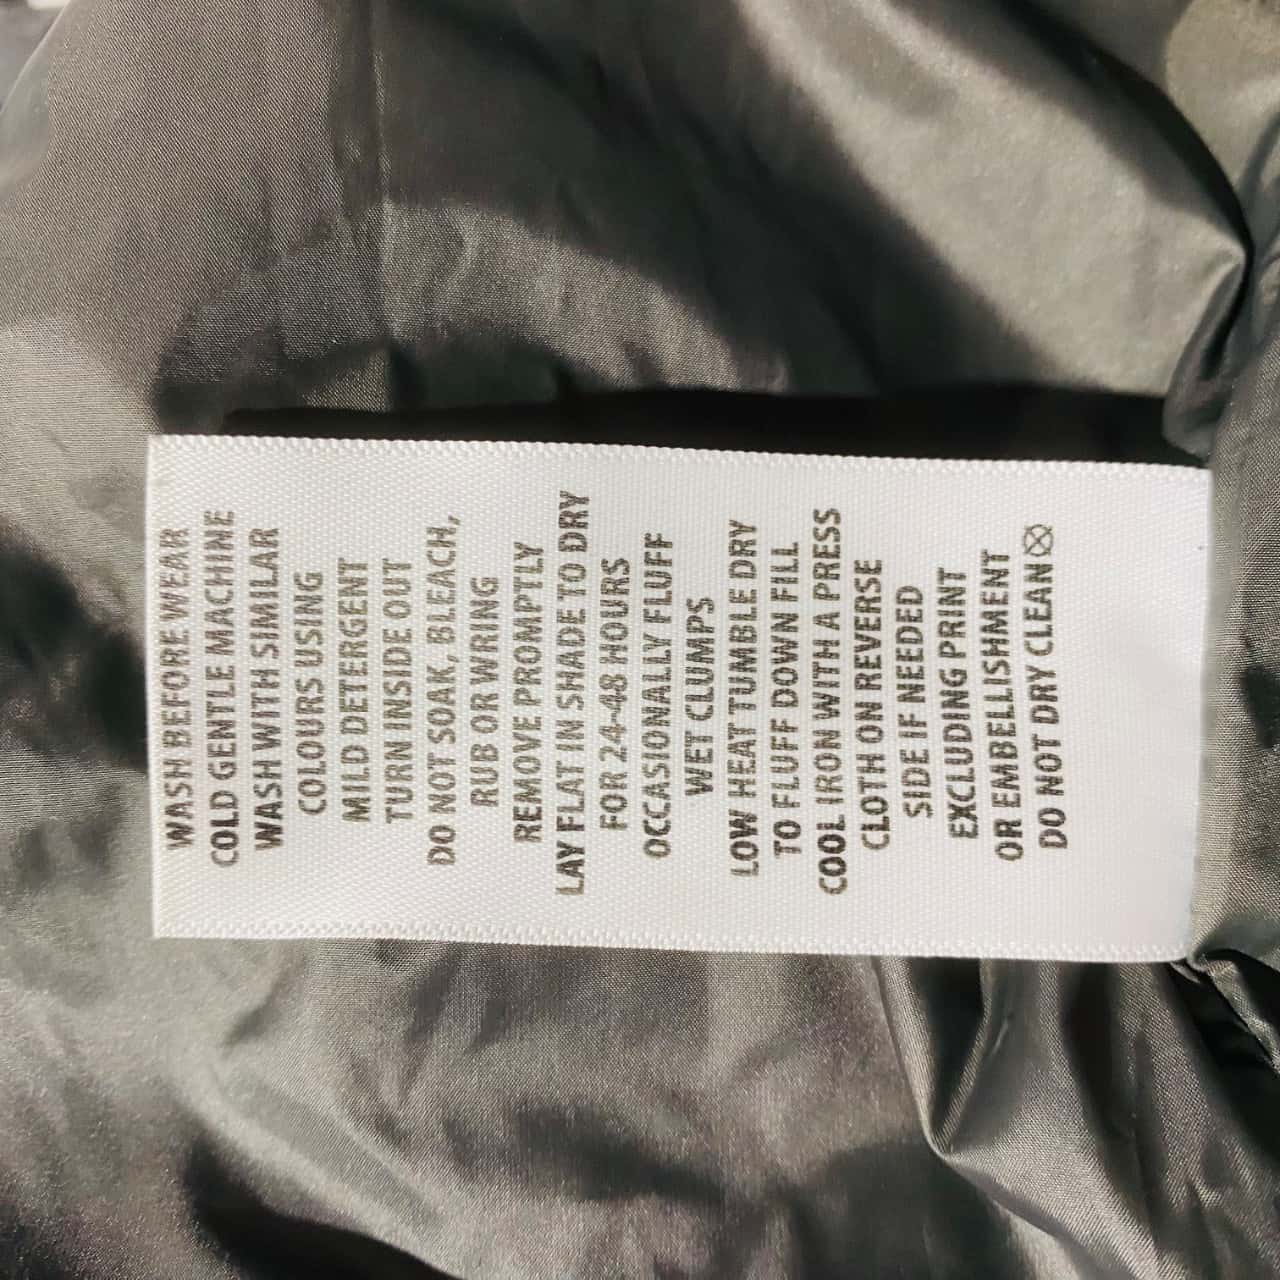 WASH BEFORE WEAR
COLD GENTLE MACHINE
WASH WITH SIMILAR
COLOURS USING
MILD DETERGENT
TURN INSIDE OUT
DO NOT SOAK, BLEACH,
RUB OR WRING
REMOVE PROMPTLY
LAY FLAT IN SHADE TO DRY
FOR 24-48 HOURS
OCCASIONALLY FLUFF
WET CLUMPS
LOW HEAT TUMBLE DRY
TO FLUFF DOWN FILL
COOL IRON WITH A PRESS
CLOTH ON REVERSE
SIDE IF NEEDED
EXCLUDING PRINT
OR EMBELLISHMENT
DO NOT DRY CLEAN